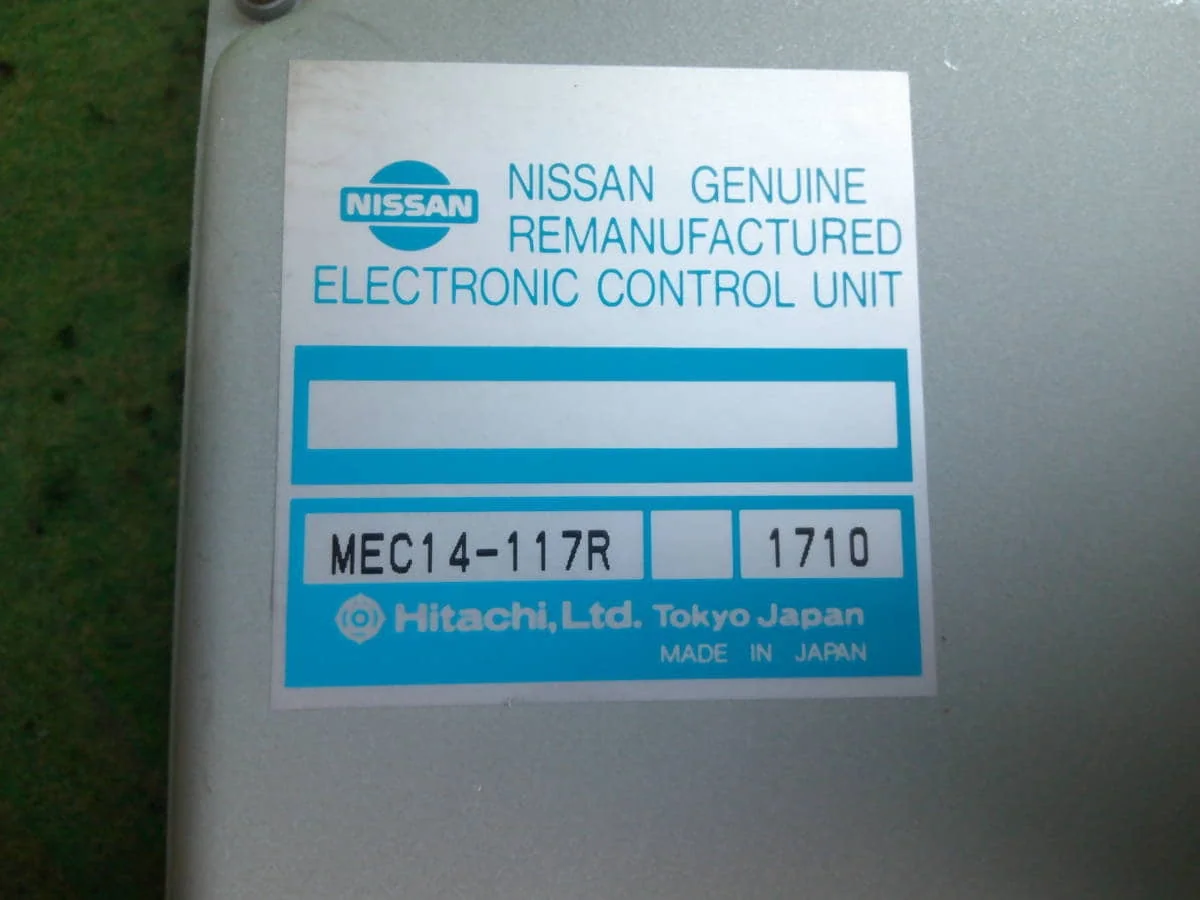 NISSAN
NISSAN GENUINE
REMANUFACTURED
ELECTRONIC CONTROL UNIT
MEC14-117R 1710
Hitachi, Ltd. Tokyo Japan
MADE IN JAPAN